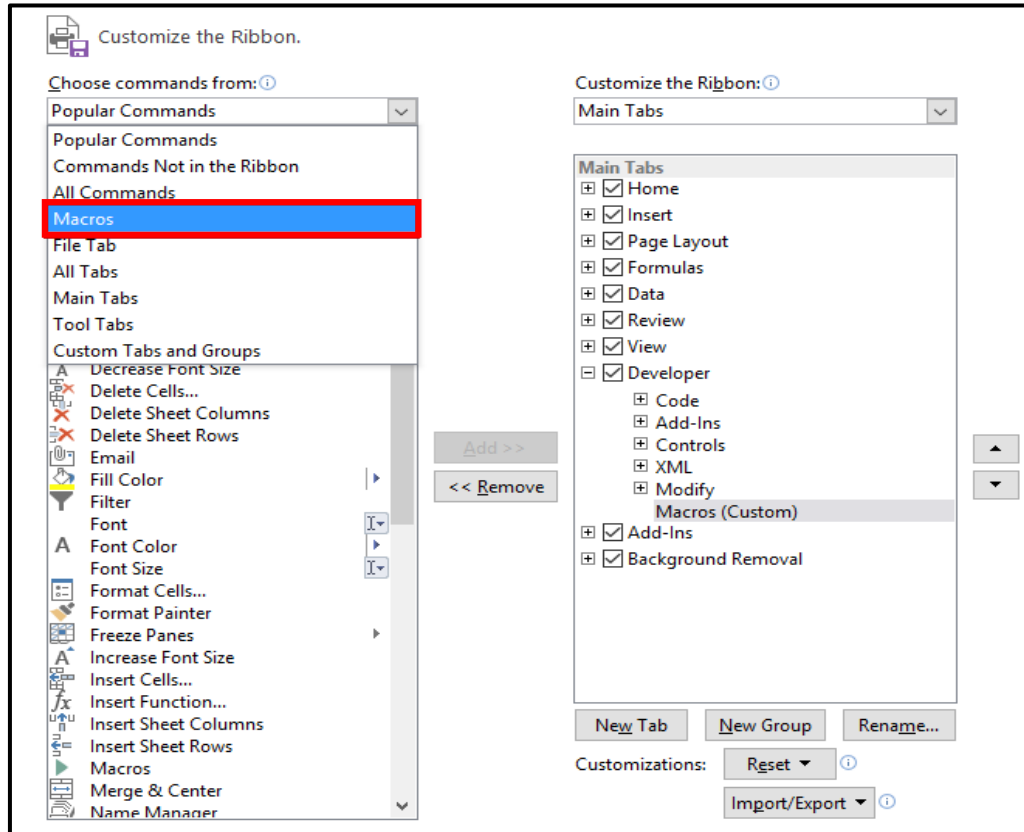 Customize the Ribbon.
Choose commands from:
Popular Commands
Popular Commands
Commands Not in the Ribbon
All Commands
Macros
File Tab
All Tabs
Main Tabs
Tool Tabs
Custom Tabs and Groups
Decrease Font Size
Delete Cells...
Delete Sheet Columns
Delete Sheet Rows
Email
Fill Color
Filter
Font
Font Color
Font Size
Format Cells...
Format Painter
Freeze Panes
Increase Font Size
Insert Cells...
Insert Function...
Insert Sheet Columns
Insert Sheet Rows
Macros
Merge & Center
Name Manager
Add >>
<< Remove
Customize the Ribbon:
Main Tabs
Main Tabs
Home
Insert
Page Layout
Formulas
Data
Review
View
Developer
Code
Add-Ins
Controls
XML
Modify
Macros (Custom)
Add-Ins
Background Removal
New Tab New Group Rename...
Customizations: Reset
Import/Export